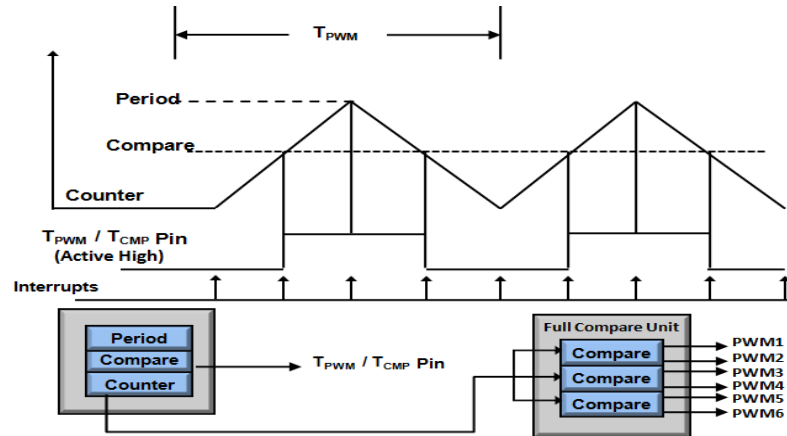 TPWM
Period
Compare
Counter
TPWM / TCMP Pin
(Active High)
Interrupts
Period
Compare
Counter
TPWM / TCMP Pin
Full Compare Unit
Compare
Compare
Compare
PWM1
PWM2
PWM3
PWM4
PWM5
PWM6